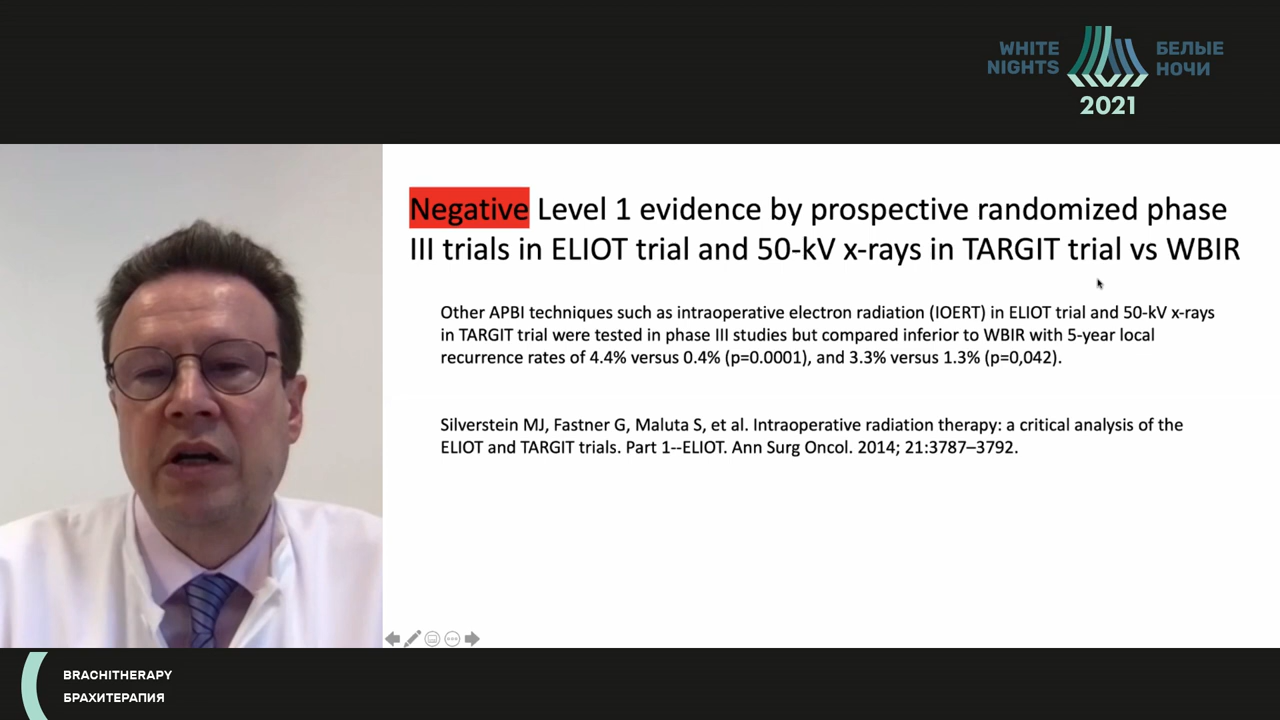 WHITE
NIGHTS
БЕЛЫЕ
НОЧИ
2021
Negative Level 1 evidence by prospective randomized phase
III trials in ELIOT trial and 50-kV x-rays in TARGIT trial vs WBIR
Other APBI techniques such as intraoperative electron radiation (IOERT) in ELIOT trial and 50-kV x-rays
in TARGIT trial were tested in phase III studies but compared inferior to WBIR with 5-year local
recurrence rates of 4.4% versus 0.4% (p=0.0001), and 3.3% versus 1.3% (p=0,042).
Silverstein MJ, Fastner G, Maluta S, et al. Intraoperative radiation therapy: a critical analysis of the
ELIOT and TARGIT trials. Part 1--ELIOT. Ann Surg Oncol. 2014; 21:3787–3792.
BRACHITHERAPY
БРАХИТЕРАПИЯ